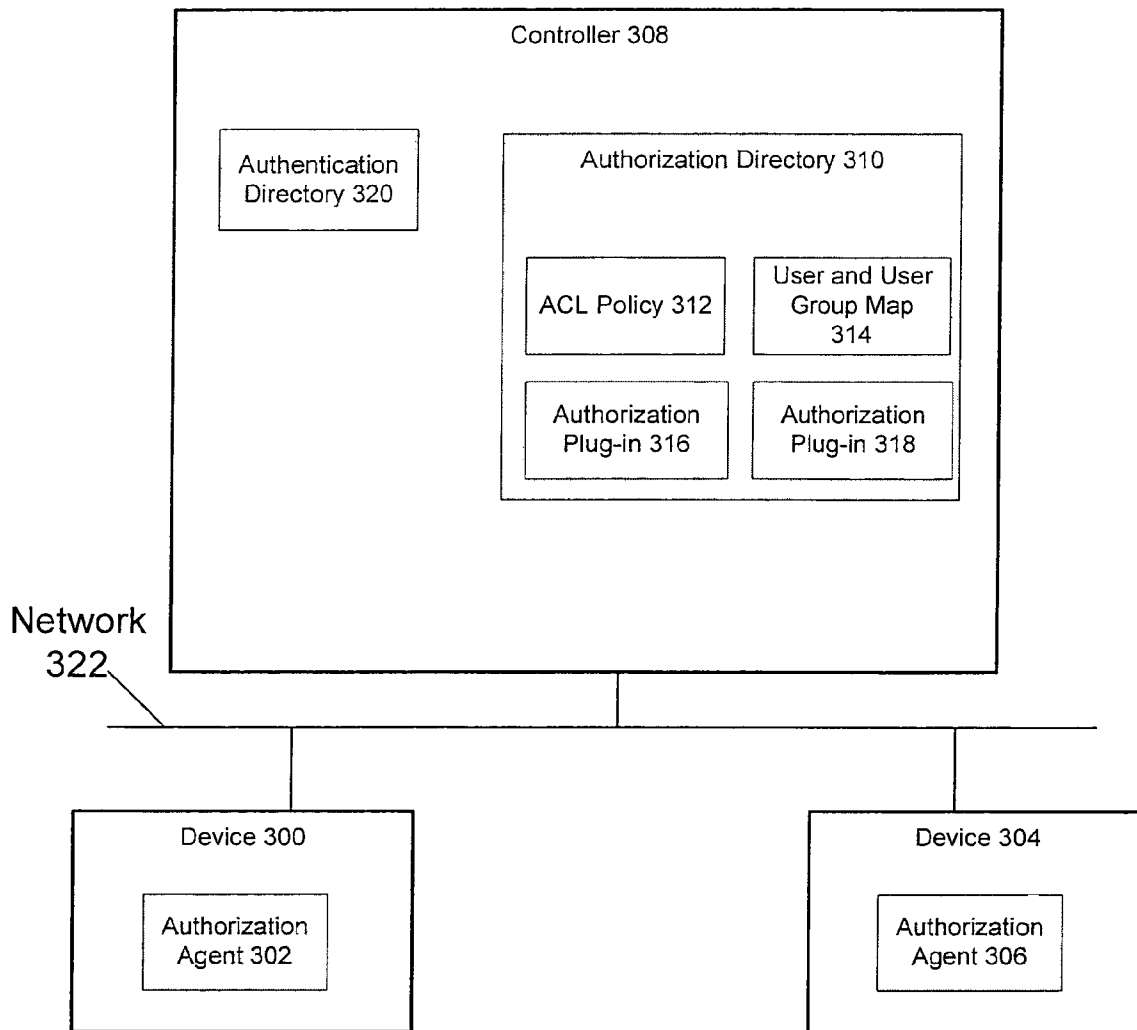 Controller 308
Authentication
Directory 320
Authorization Directory 310
ACL Policy 312
User and User
Group Map
314
Authorization
Plug-in 316
Authorization
Plug-in 318
Network
322
Device 300
Authorization
Agent 302
Device 304
Authorization
Agent 306